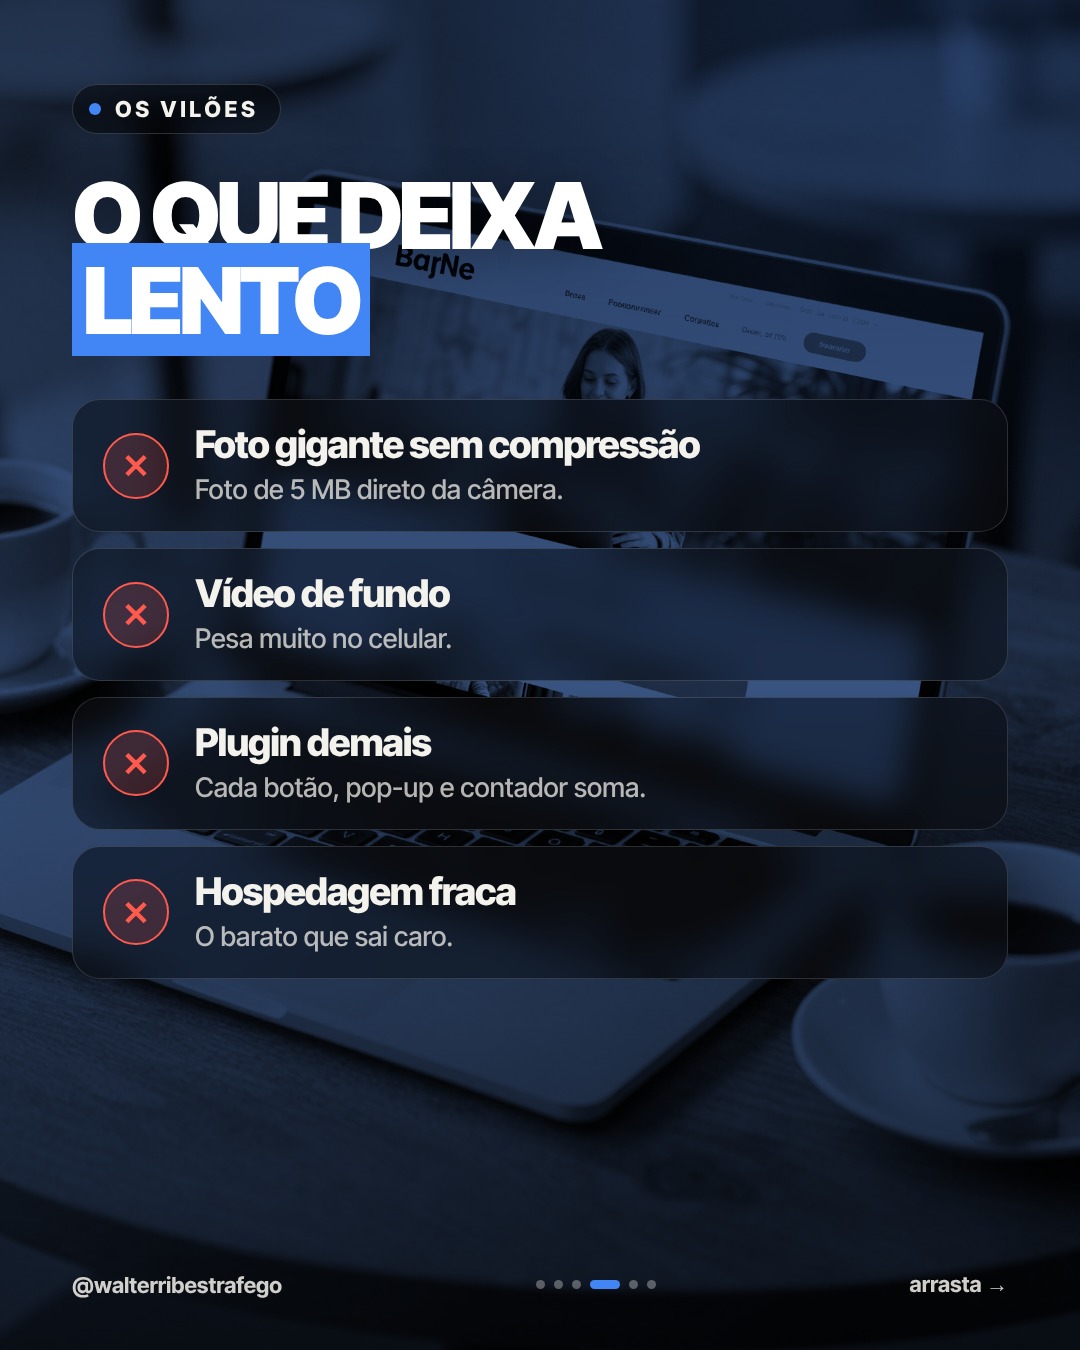 OS VILÕES
O QUE DEIXA
LENTO
BarNe
Foto gigante sem compressão
Foto de 5 MB direto da câmera.
Vídeo de fundo
Pesa muito no celular.
Plugin demais
Cada botão, pop-up e contador soma.
Hospedagem fraca
O barato que sai caro.
@walterribestrafego
arrasta →